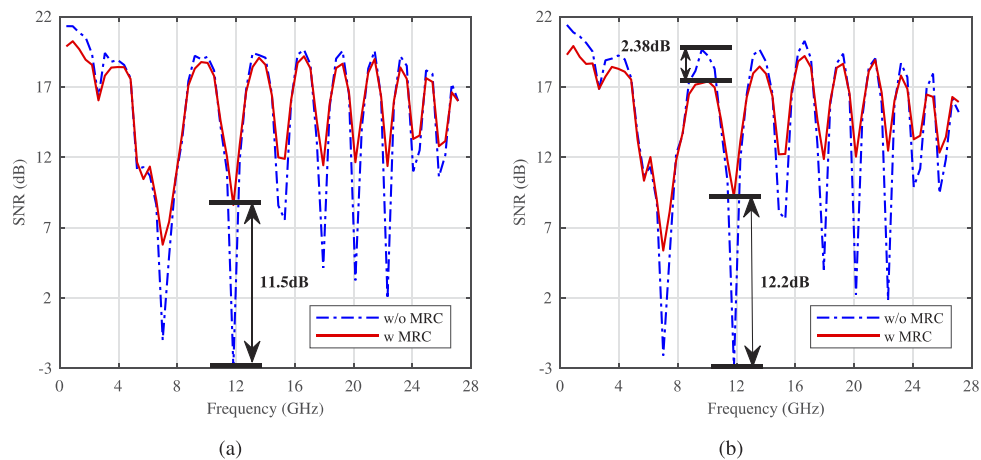 22
17
12
7
2
-3
SNR (dB)
0
4
8
12
16
20
24
28
Frequency (GHz)
11.5dB
w/o MRC
w MRC
(a)
22
17
12
7
2
-3
SNR (dB)
0
4
8
12
16
20
24
28
Frequency (GHz)
2.38dB
12.2dB
w/o MRC
w MRC
(b)